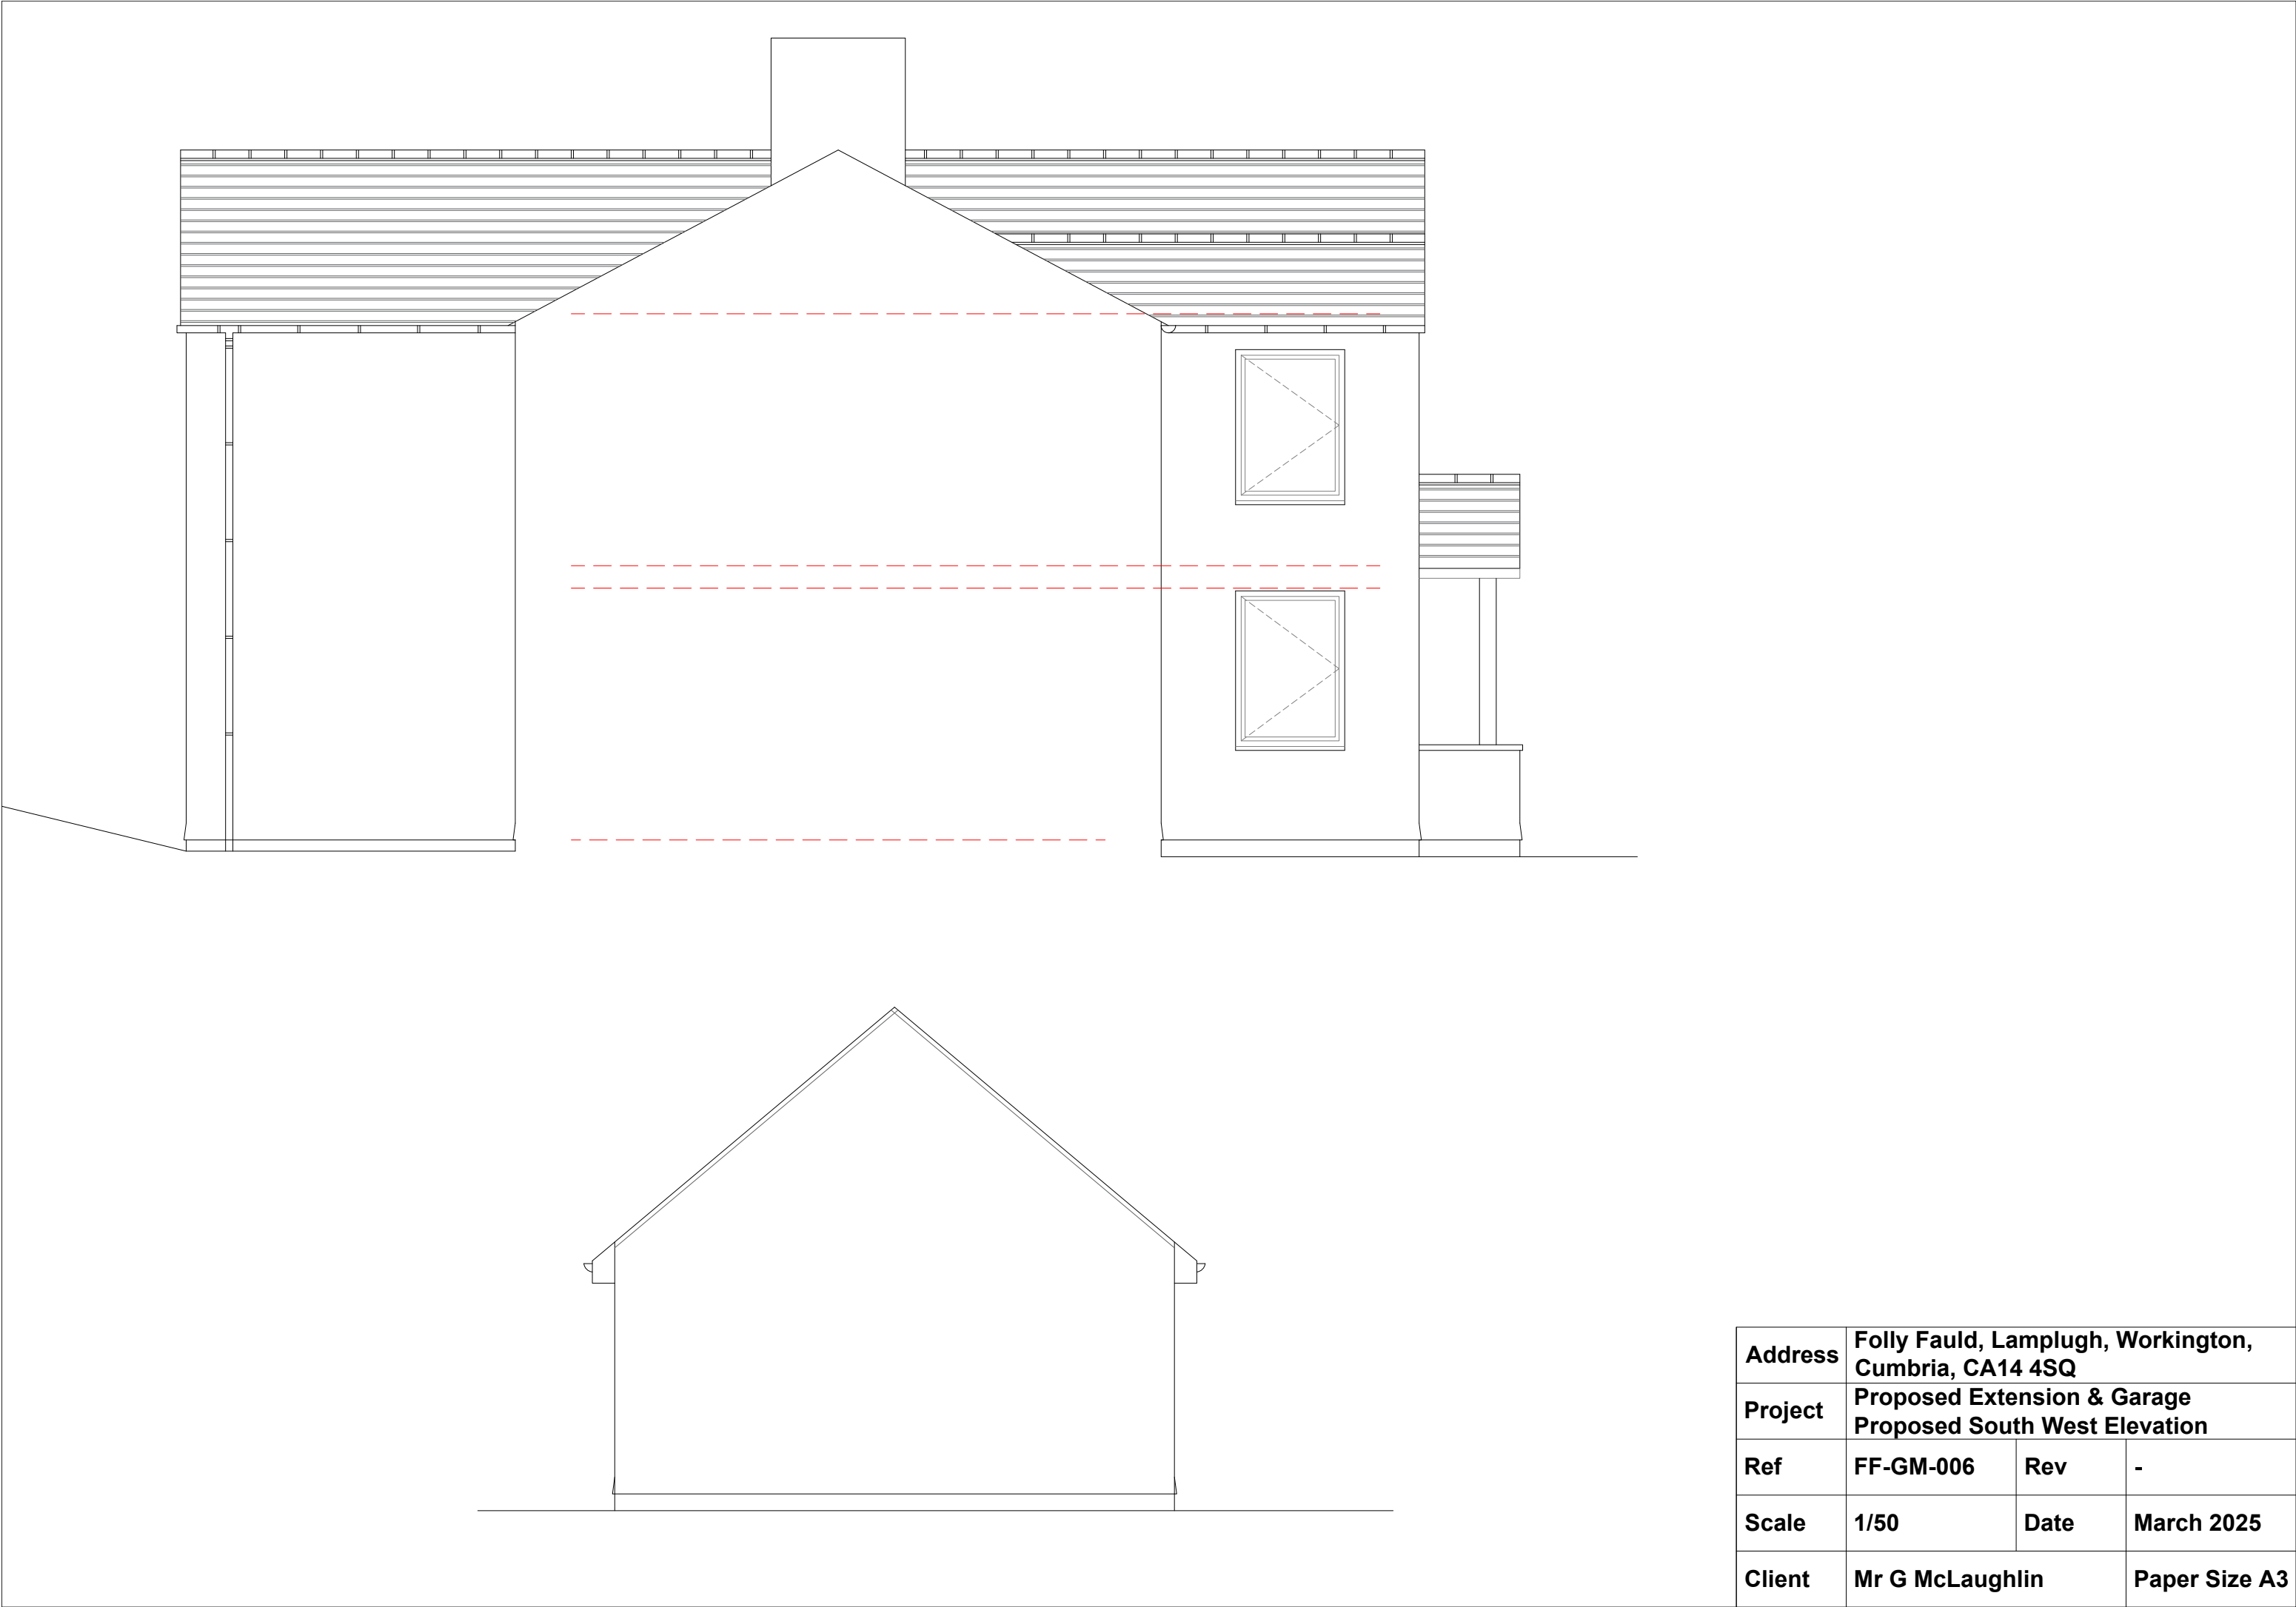 Address Folly Fauld, Lamplugh, Workington,
Cumbria, CA14 4SQ
Project Proposed Extension & Garage
Proposed South West Elevation
Ref FF-GM-006 Rev -
Scale 1/50 Date March 2025
Client Mr G McLaughlin Paper Size A3